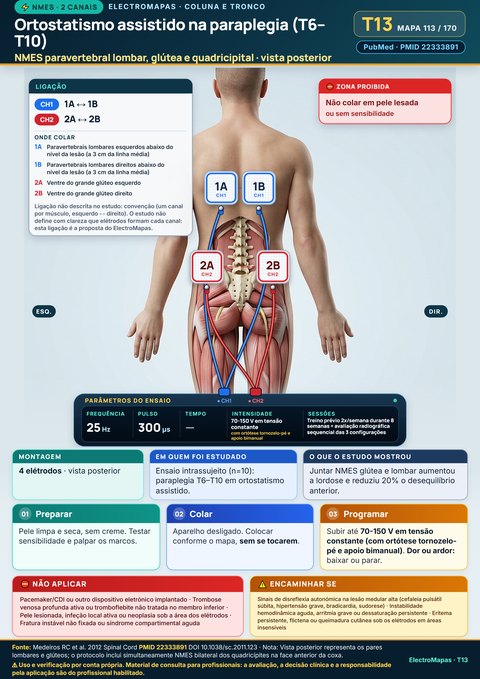 NMES · 2 CANAIS
ELECTROMAPAS · COLUNA E TRONCO
Ortostatismo assistido na paraplegia (T6–
T10)
NMES paravertebral lombar, glútea e quadricipital · vista posterior
T13 MAPA 113 / 170
PubMed · PMID 22333891
LIGAÇÃO
CH1 1A ↔ 1B
CH2 2A ↔ 2B
ONDE COLAR
1A Paravertebrais lombares esquerdos abaixo do
nível da lesão (a 3 cm da linha média)
1B Paravertebrais lombares direitos abaixo do
nível da lesão (a 3 cm da linha média)
2A Ventre do grande glúteo esquerdo
2B Ventre do grande glúteo direito
Ligação não descrita no estudo: convenção (um canal
por músculo, esquerdo ↔ direito). O estudo não
define com clareza que elétrodos formam cada canal:
esta ligação é a proposta do ElectroMapas.
ZONA PROIBIDA
Não colar em pele lesada
ou sem sensibilidade
1A
CH1
1B
CH1
2A
CH2
2B
CH2
ESQ.
DIR.
CH1
CH2
PARÂMETROS DO ENSAIO
FREQUÊNCIA
25 Hz
PULSO
300 µs
TEMPO
—
INTENSIDADE
70-150 V em tensão
constante
com ortótese tornozelo-pé e
apoio bimanual
SESSÕES
Treino prévio 2x/semana durante 8
semanas + avaliação radiográfica
sequencial das 3 configurações
MONTAGEM
4 elétrodos · vista posterior
EM QUEM FOI ESTUDADO
Ensaio intrassujeito (n=10):
paraplegia T6–T10 em ortostatismo
assistido.
O QUE O ESTUDO MOSTROU
Juntar NMES glútea e lombar aumentou
a lordose e reduziu 20% o desequilíbrio
anterior.
01 Preparar
Pele limpa e seca, sem creme. Testar
sensibilidade e palpar os marcos.
02 Colar
Aparelho desligado. Colocar
conforme o mapa, sem se tocarem.
03 Programar
Subir até 70-150 V em tensão
constante (com ortótese tornozelo-
pé e apoio bimanual). Dor ou ardor:
baixar ou parar.
NÃO APLICAR
Pacemaker/CDI ou outro dispositivo eletrónico implantado · Trombose
venosa profunda ativa ou tromboflebite não tratada no membro inferior ·
Pele lesionada, infeção local ativa ou neoplasia sob a área dos elétrodos ·
Fratura instável não fixada ou síndrome compartimental aguda
ENCAMINHAR SE
Sinais de disreflexia autonómica na lesão medular alta (cefaleia pulsátil
súbita, hipertensão grave, bradicardia, sudorese) · Instabilidade
hemodinâmica aguda, arritmia grave ou dessaturação persistente · Eritema
persistente, flictena ou queimadura cutânea sob os elétrodos em áreas
insensíveis
Fonte: Medeiros RC et al. 2012 Spinal Cord PMID 22333891 DOI 10.1038/sc.2011.123 · Nota: Vista posterior representa os pares
lombares e glúteos; o protocolo inclui simultaneamente NMES bilateral dos quadricípites na face anterior da coxa.
Uso e verificação por conta própria. Material de consulta para profissionais: a avaliação, a decisão clínica e a responsabilidade
pela aplicação são do profissional habilitado.
ElectroMapas · T13